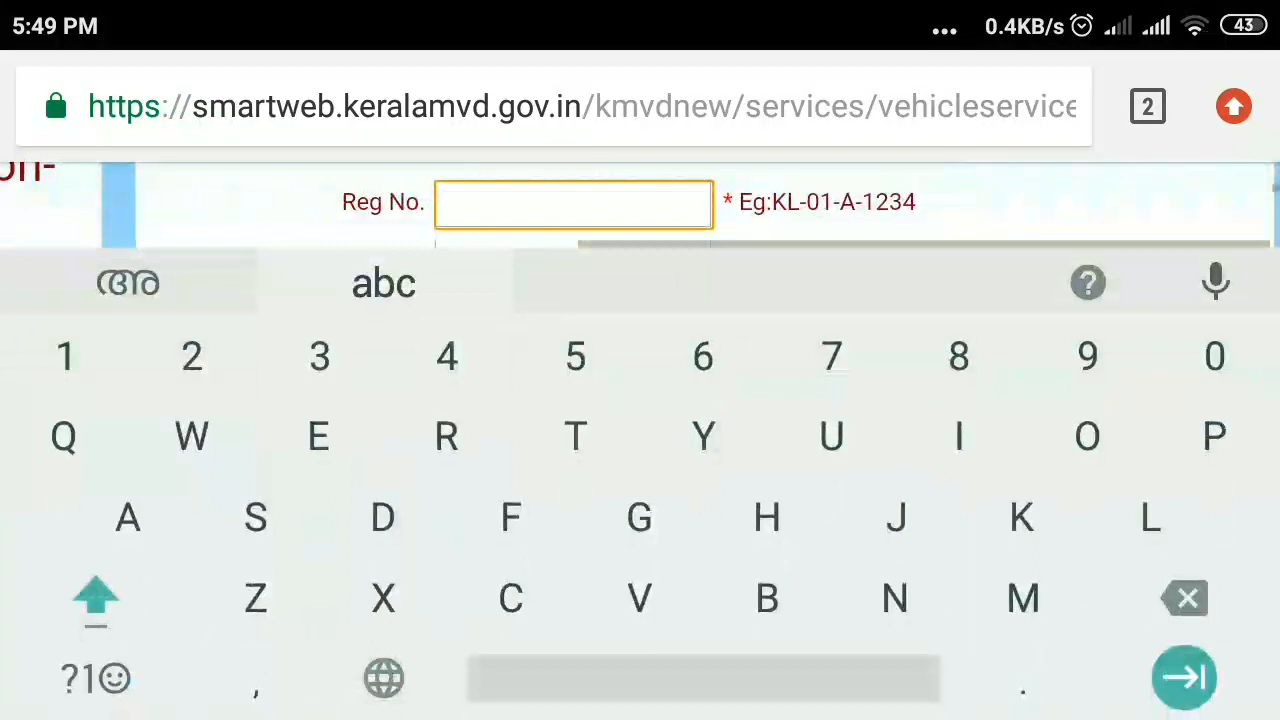 5:49 PM ... 0.4KB/s 43
https://smartweb.keralamvd.gov.in/kmvdnew/services/vehicleservice 2
on-
Reg No. * Eg:KL-01-A-1234
അ abc ?
1 2 3 4 5 6 7 8 9 0
Q W E R T Y U I O P
A S D F G H J K L
Z X C V B N M
?1☺ , .